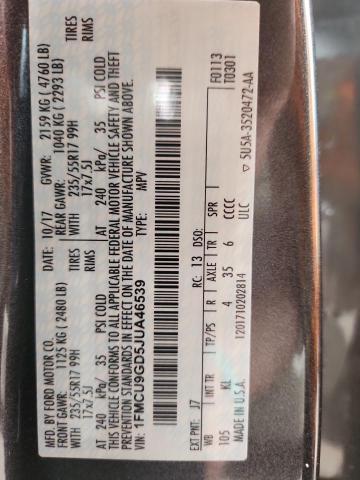 MFD. BY FORD MOTOR CO.
DATE: 10/17 GVWR: 2159 KG ( 4760 LB)
FRONT GAWR: 1125 KG (2480 LB) REAR GAWR: 1040 KG ( 2293 LB)
235/55R17 99H TIRES 235/55R17 99H TIRES
17x7.5J RIMS 17x7.5J RIMS
AT 240 kPa/ 35 PSI COLD AT 240 kPa/ 35 PSI COLD
THIS VEHICLE CONFORMS TO ALL APPLICABLE FEDERAL MOTOR VEHICLE SAFETY AND THEFT
PREVENTION STANDARDS IN EFFECT ON THE DATE OF MANUFACTURE SHOWN ABOVE.
VIN: 1FMCU9GD5JUA46539
TYPE: MPV
F0113
T0301
EXT PNT: J7 RC: 13 DSO:
WB INT TR TP/PS R AXLE TR SPR
105 KL 4 35 6 CCCC
1201710202814 ULC
▽ 5U5A-3520472-AA
MADE IN U.S.A.